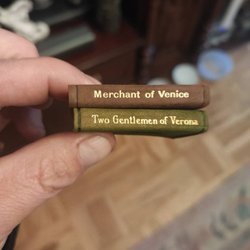 Merchant of Venice
Two Gentlemen of Verona